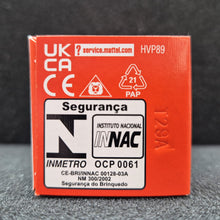 UK
CA
CE
? service.mattel.com
HVP89
21
PAP
Segurança
N
INMETRO
INSTITUTO NACIONAL
INNAC
OCP 0061
CE-BRI/INNAC 00128-03A
NM 300/2002
Segurança do Brinquedo
1239A